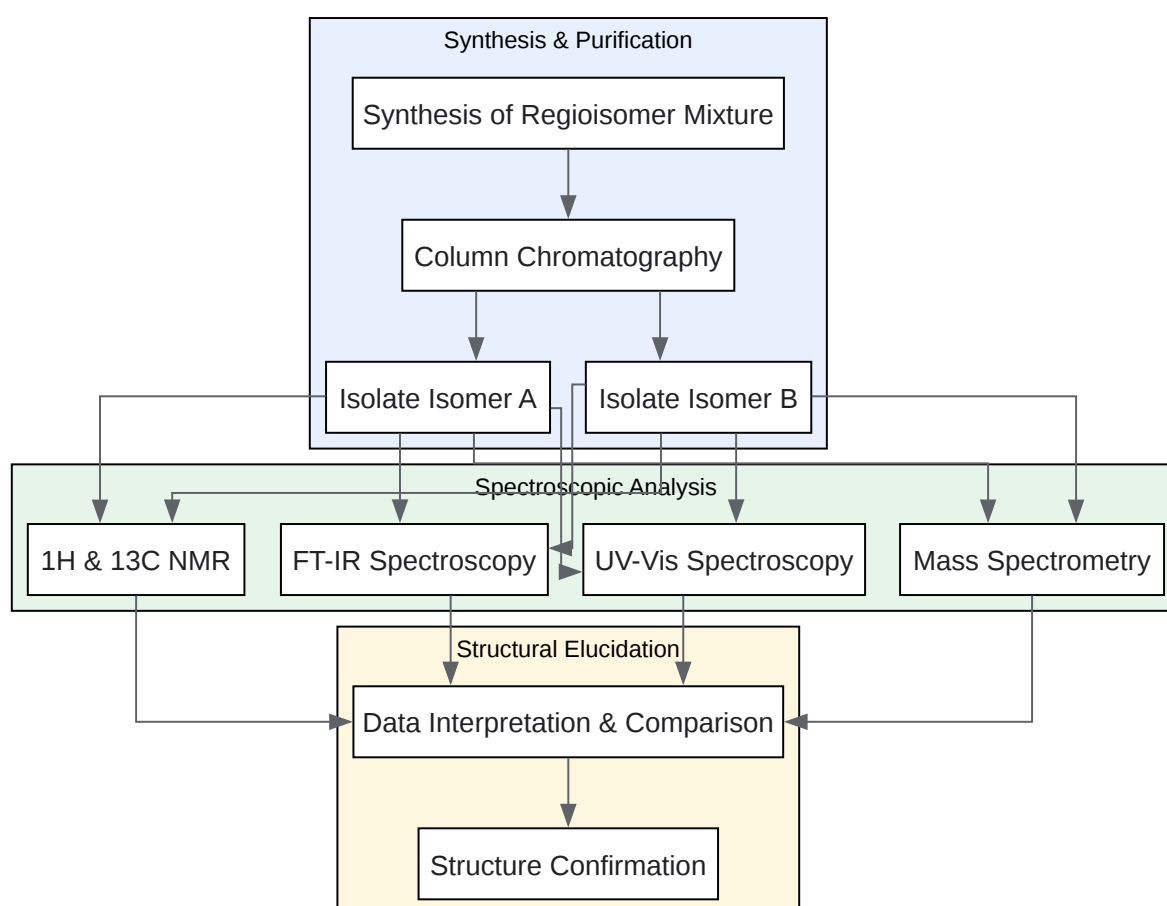 Synthesis & Purification
Synthesis of Regioisomer Mixture
Column Chromatography
Isolate Isomer A
Isolate Isomer B
Spectroscopic Analysis
1H & 13C NMR
FT-IR Spectroscopy
UV-Vis Spectroscopy
Mass Spectrometry
Structural Elucidation
Data Interpretation & Comparison
Structure Confirmation